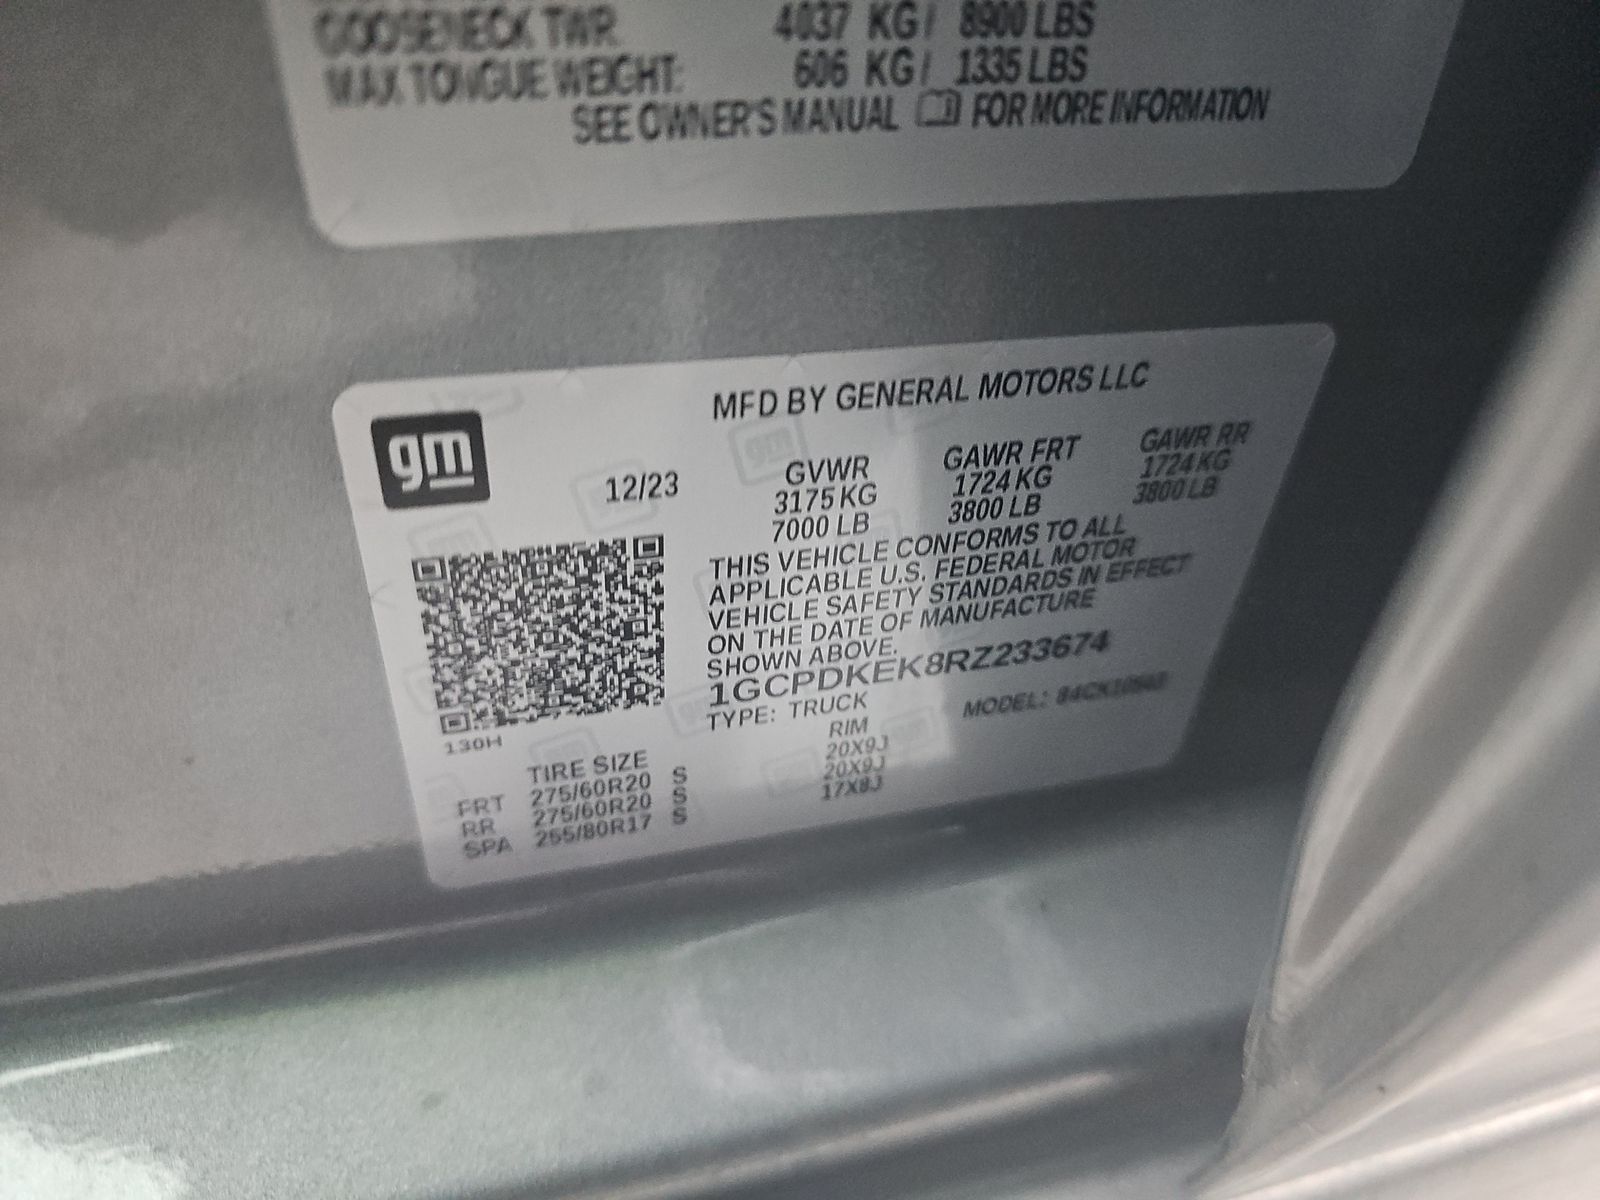 GOOSENECK TWR 4037 KG / 8900 LBS
MAX TONGUE WEIGHT: 606 KG / 1335 LBS
SEE OWNER'S MANUAL FOR MORE INFORMATION
gm
MFD BY GENERAL MOTORS LLC
12/23 GVWR GAWR FRT GAWR RR
3175 KG 1724 KG 1724 KG
7000 LB 3800 LB 3800 LB
THIS VEHICLE CONFORMS TO ALL
APPLICABLE U.S. FEDERAL MOTOR
VEHICLE SAFETY STANDARDS IN EFFECT
ON THE DATE OF MANUFACTURE
SHOWN ABOVE.
1GCPDKEK8RZ233674
TYPE: TRUCK MODEL:
130H
TIRE SIZE RIM
FRT 275/60R20 S 20X9J
RR 275/60R20 S 20X9J
SPA 255/80R17 S 17X8J